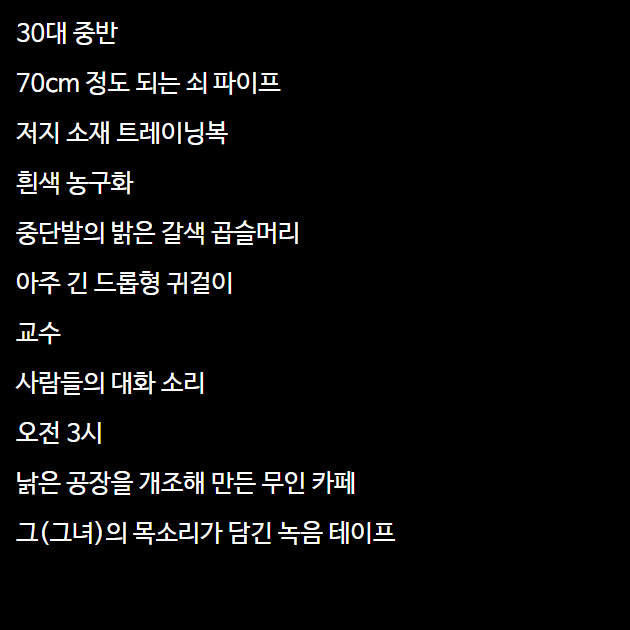 30대 중반
70cm 정도 되는 쇠 파이프
저지 소재 트레이닝복
흰색 농구화
중단발의 밝은 갈색 곱슬머리
아주 긴 드롭형 귀걸이
교수
사람들의 대화 소리
오전 3시
낡은 공장을 개조해 만든 무인 카페
그(그녀)의 목소리가 담긴 녹음 테이프